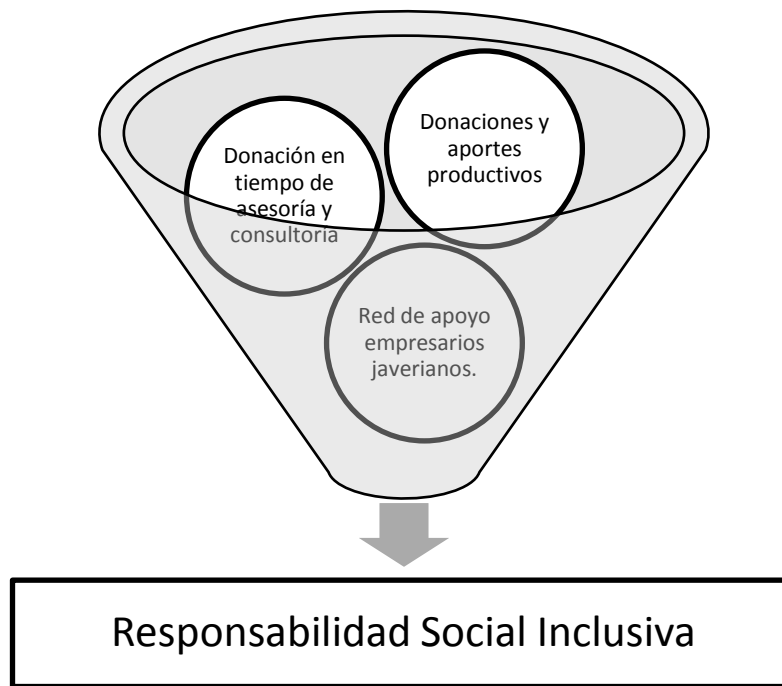 Donación en
tiempo de
asesoría y
consultoría
Donaciones y
aportes
productivos
Red de apoyo
empresarios
javerianos.
Responsabilidad Social Inclusiva